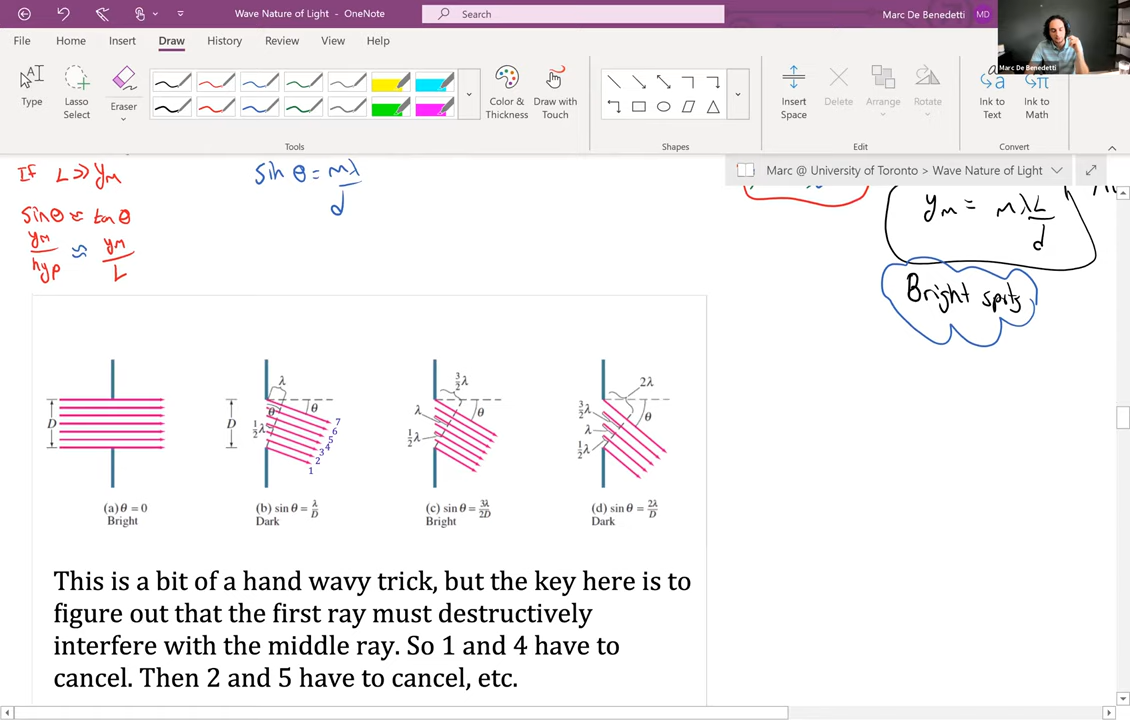 Wave Nature of Light - OneNote
Search
Marc De Benedetti
MD
Marc De Benedetti
File Home Insert Draw History Review View Help
Type
Lasso Select
Eraser
Color & Thickness
Draw with Touch
Insert Space
Delete
Arrange
Rotate
Ink to Text
Ink to Math
Tools
Shapes
Edit
Convert
Marc @ University of Toronto > Wave Nature of Light
If L >> ym
sinθ ≈ tanθ
ym/hyp ≈ ym/L
Sin θ = mλ/d
ym = mλL/d
Bright spots
D
D λ θ θ 1/2λ 1 2 3 4 5 6 7
3/2λ λ 1/2λ θ
2λ 3/2λ λ 1/2λ θ
(a) θ = 0
Bright
(b) sin θ = λ/D
Dark
(c) sin θ = 3λ/2D
Bright
(d) sin θ = 2λ/D
Dark
This is a bit of a hand wavy trick, but the key here is to
figure out that the first ray must destructively
interfere with the middle ray. So 1 and 4 have to
cancel. Then 2 and 5 have to cancel, etc.